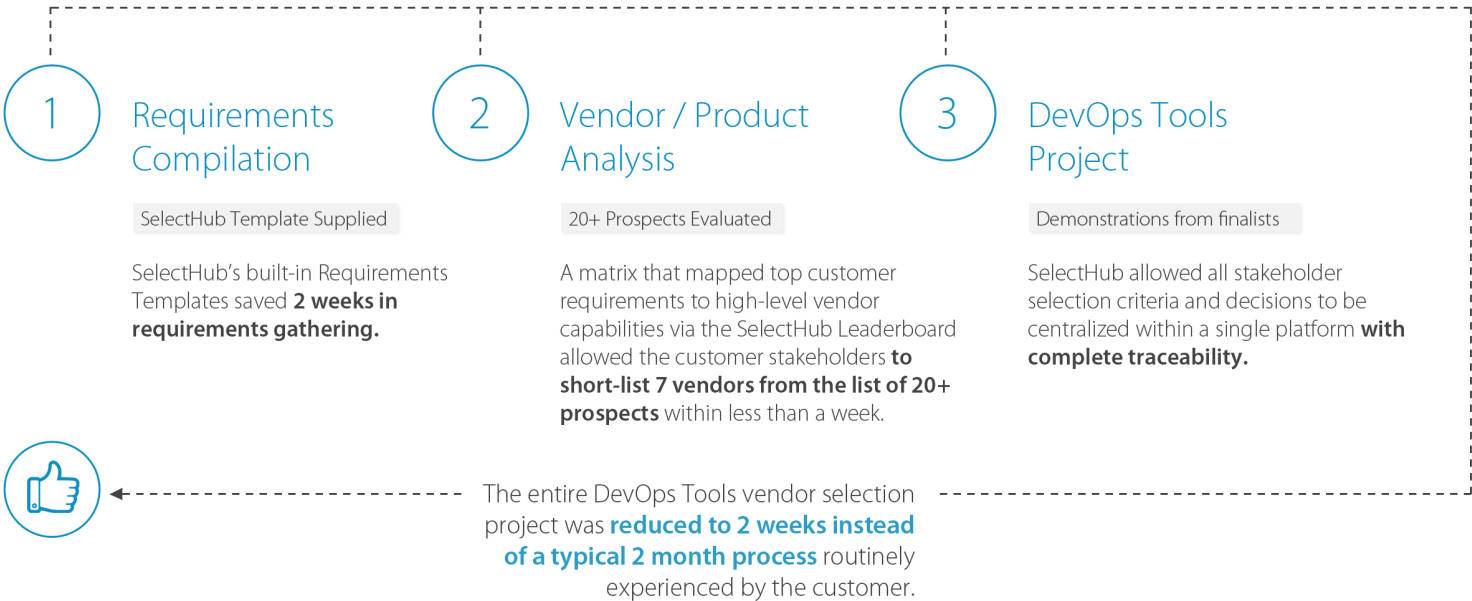 1
Requirements
Compilation
SelectHub Template Supplied
SelectHub’s built-in Requirements
Templates saved 2 weeks in
requirements gathering.
2
Vendor / Product
Analysis
20+ Prospects Evaluated
A matrix that mapped top customer
requirements to high-level vendor
capabilities via the SelectHub Leaderboard
allowed the customer stakeholders to
short-list 7 vendors from the list of 20+
prospects within less than a week.
3
DevOps Tools
Project
Demonstrations from finalists
SelectHub allowed all stakeholder
selection criteria and decisions to be
centralized within a single platform with
complete traceability.
The entire DevOps Tools vendor selection
project was reduced to 2 weeks instead
of a typical 2 month process routinely
experienced by the customer.